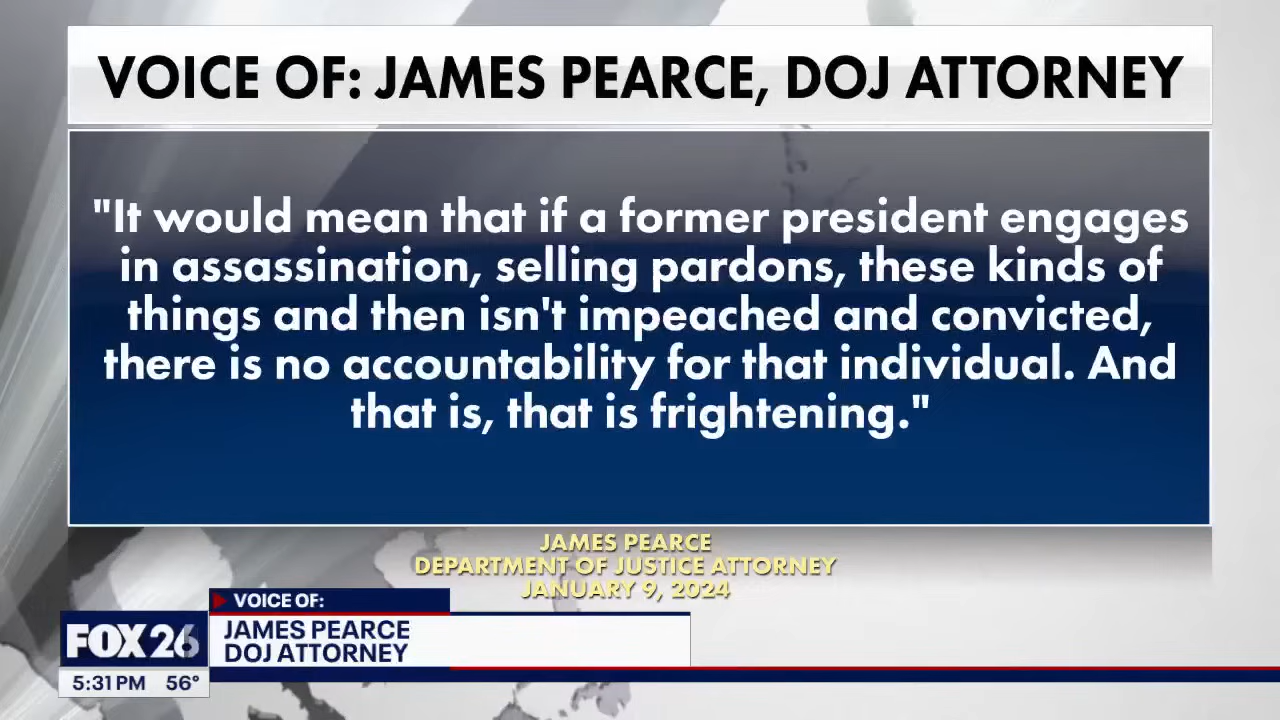 VOICE OF: JAMES PEARCE, DOJ ATTORNEY
"It would mean that if a former president engages
in assassination, selling pardons, these kinds of
things and then isn't impeached and convicted,
there is no accountability for that individual. And
that is, that is frightening."
JAMES PEARCE
DEPARTMENT OF JUSTICE ATTORNEY
JANUARY 9, 2024
VOICE OF:
JAMES PEARCE
DOJ ATTORNEY
FOX 26
5:31 PM 56°